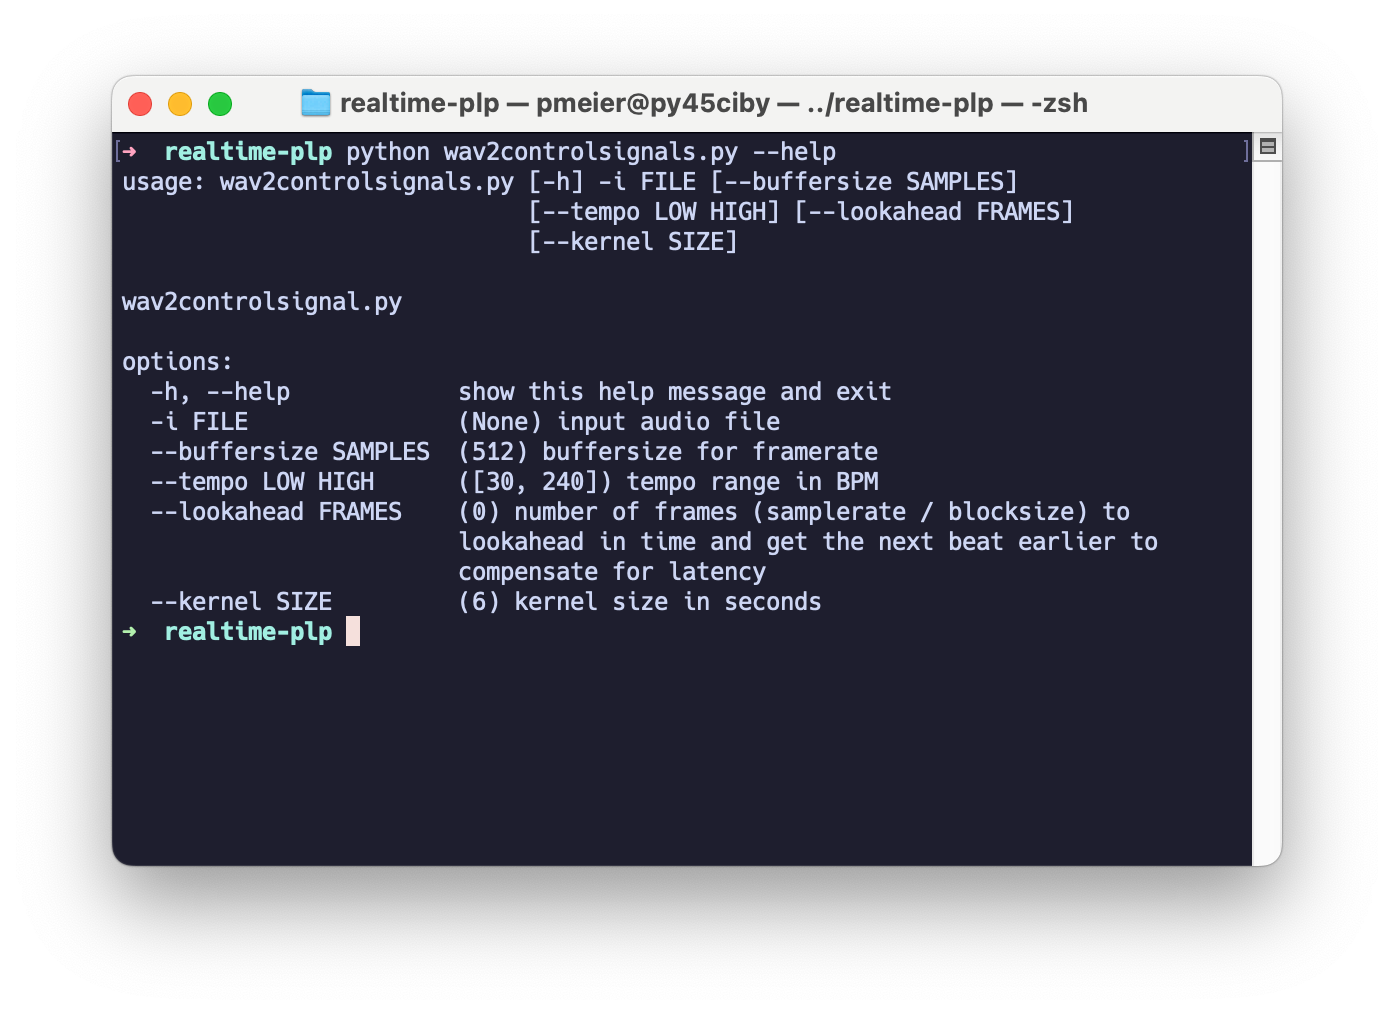 realtime-plp — pmeier@py45ciby — ../realtime-plp — -zsh
[➜  realtime-plp python wav2controlsignals.py --help ]
usage: wav2controlsignals.py [-h] -i FILE [--buffersize SAMPLES]
                             [--tempo LOW HIGH] [--lookahead FRAMES]
                             [--kernel SIZE]

wav2controlsignal.py

options:
  -h, --help            show this help message and exit
  -i FILE               (None) input audio file
  --buffersize SAMPLES  (512) buffersize for framerate
  --tempo LOW HIGH      ([30, 240]) tempo range in BPM
  --lookahead FRAMES    (0) number of frames (samplerate / blocksize) to
                        lookahead in time and get the next beat earlier to
                        compensate for latency
  --kernel SIZE         (6) kernel size in seconds
➜  realtime-plp